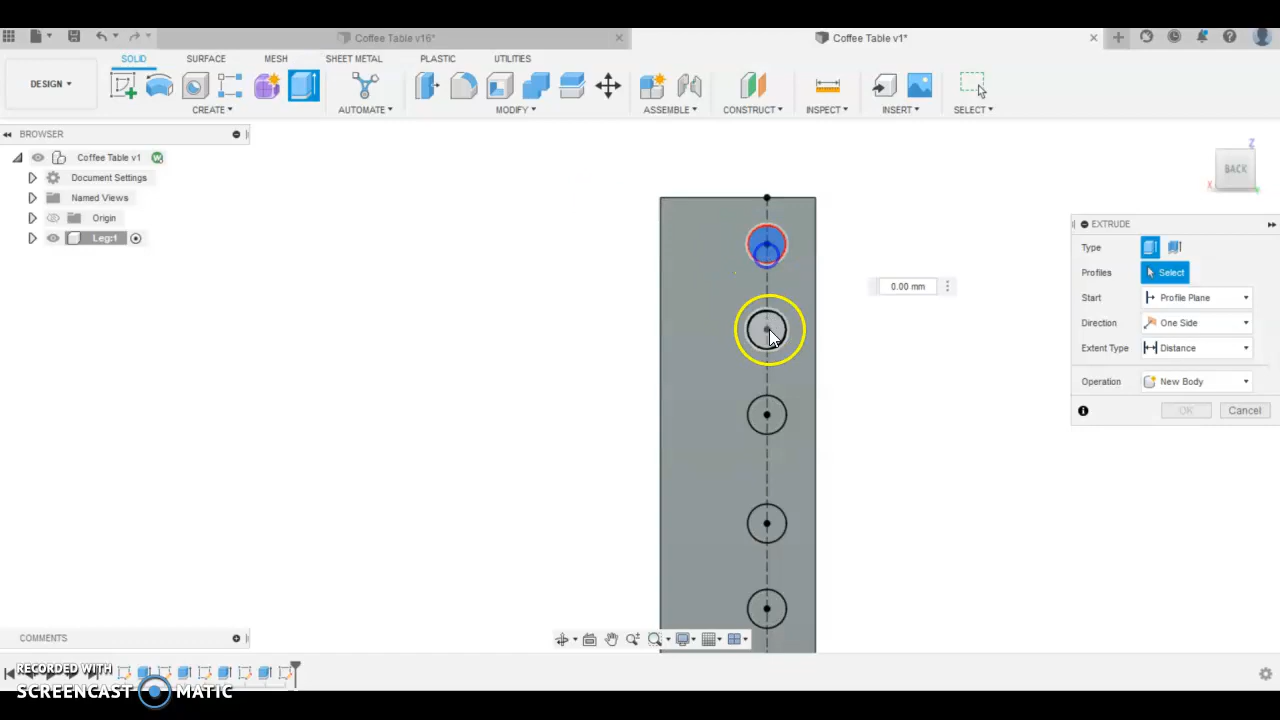 Coffee Table v16*
Coffee Table v1*
DESIGN
SOLID
SURFACE
MESH
SHEET METAL
PLASTIC
UTILITIES
CREATE
AUTOMATE
MODIFY
ASSEMBLE
CONSTRUCT
INSPECT
INSERT
SELECT
BROWSER
Coffee Table v1
Document Settings
Named Views
Origin
Leg:1
Z
BACK
X
EXTRUDE
Type
Profiles
Select
Start
Profile Plane
Direction
One Side
Extent Type
Distance
Operation
New Body
OK
Cancel
0.00 mm
COMMENTS
RECORDED WITH
SCREENCAST MATIC